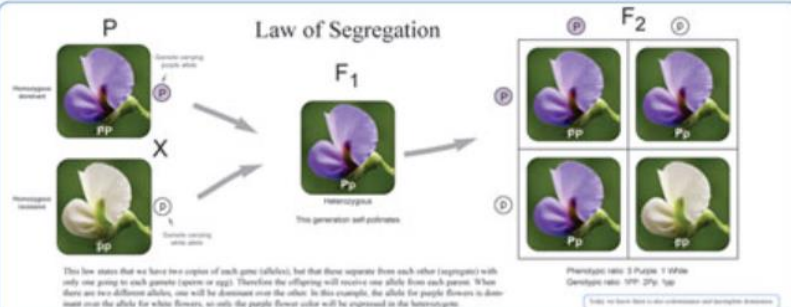 P
Law of Segregation
F2
P
p
Gamete carrying
purple allele
F1
Homozygous
dominant
P
P
PP
PP
Pp
X
Homozygous
recessive
p
Pp
p
Heterozygous
Gamete carrying
white allele
pp
This generation self-pollinates
Pp
pp
This law states that we have two copies of each gene (alleles), but that these separate from each other (segregate) with
only one going to each gamete (sperm or egg). Therefore the offspring will receive one allele from each parent. When
there are two different alleles, one will be dominant over the other. In this example, the allele for purple flowers is dom-
inant over the allele for white flowers, so only the purple flower color will be expressed in the heterozygote.
Phenotypic ratio: 3 Purple: 1 White
Genotypic ratio: 1PP: 2Pp: 1pp